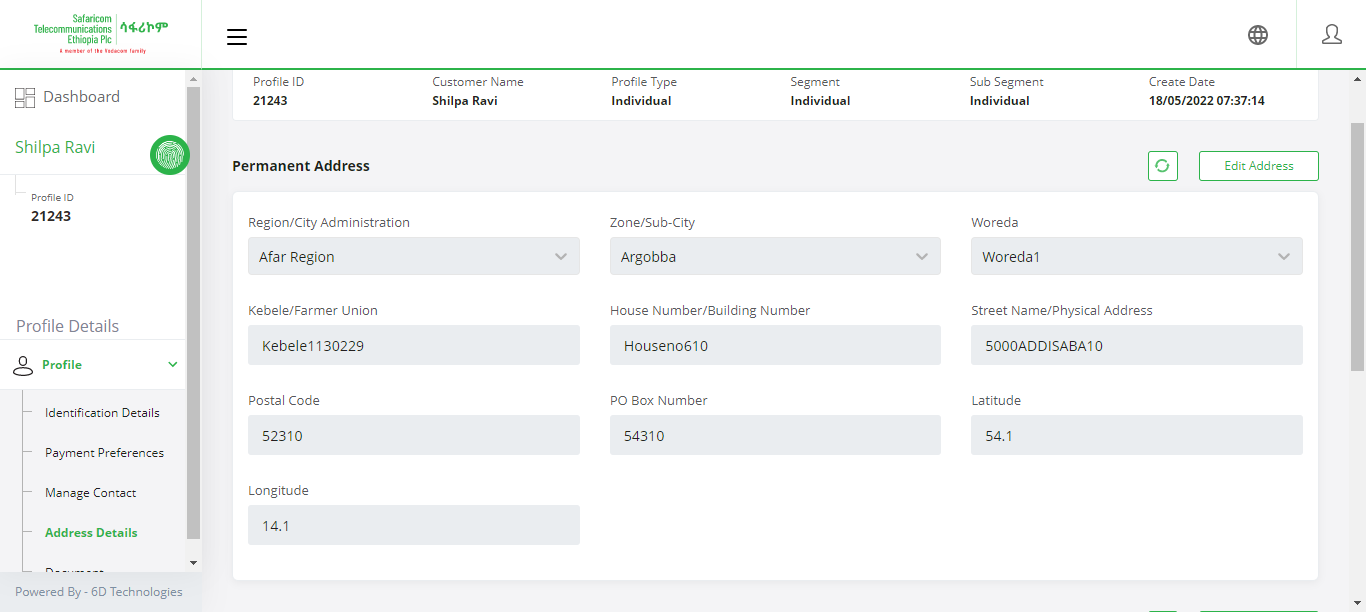 Safaricom
Telecommunications
Ethiopia Plc
ሳፋሪኮም
A member of the Vodacom family
Dashboard
Shilpa Ravi
Profile ID
21243
Profile Details
Profile
Identification Details
Payment Preferences
Manage Contact
Address Details
Document
Powered By - 6D Technologies
Profile ID
21243
Customer Name
Shilpa Ravi
Profile Type
Individual
Segment
Individual
Sub Segment
Individual
Create Date
18/05/2022 07:37:14
Permanent Address
Edit Address
Region/City Administration
Afar Region
Zone/Sub-City
Argobba
Woreda
Woreda1
Kebele/Farmer Union
Kebele1130229
House Number/Building Number
Houseno610
Street Name/Physical Address
5000ADDISABA10
Postal Code
52310
PO Box Number
54310
Latitude
54.1
Longitude
14.1